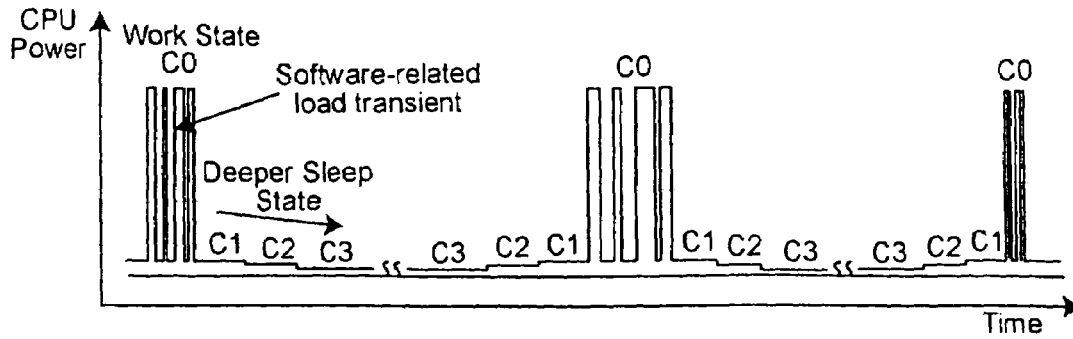 CPU
Power
Work State
C0
Software-related
load transient
C0
C0
Deeper Sleep
State
C1 C2 C3 C3 C2 C1 C1 C2 C3 C3 C2 C1
Time